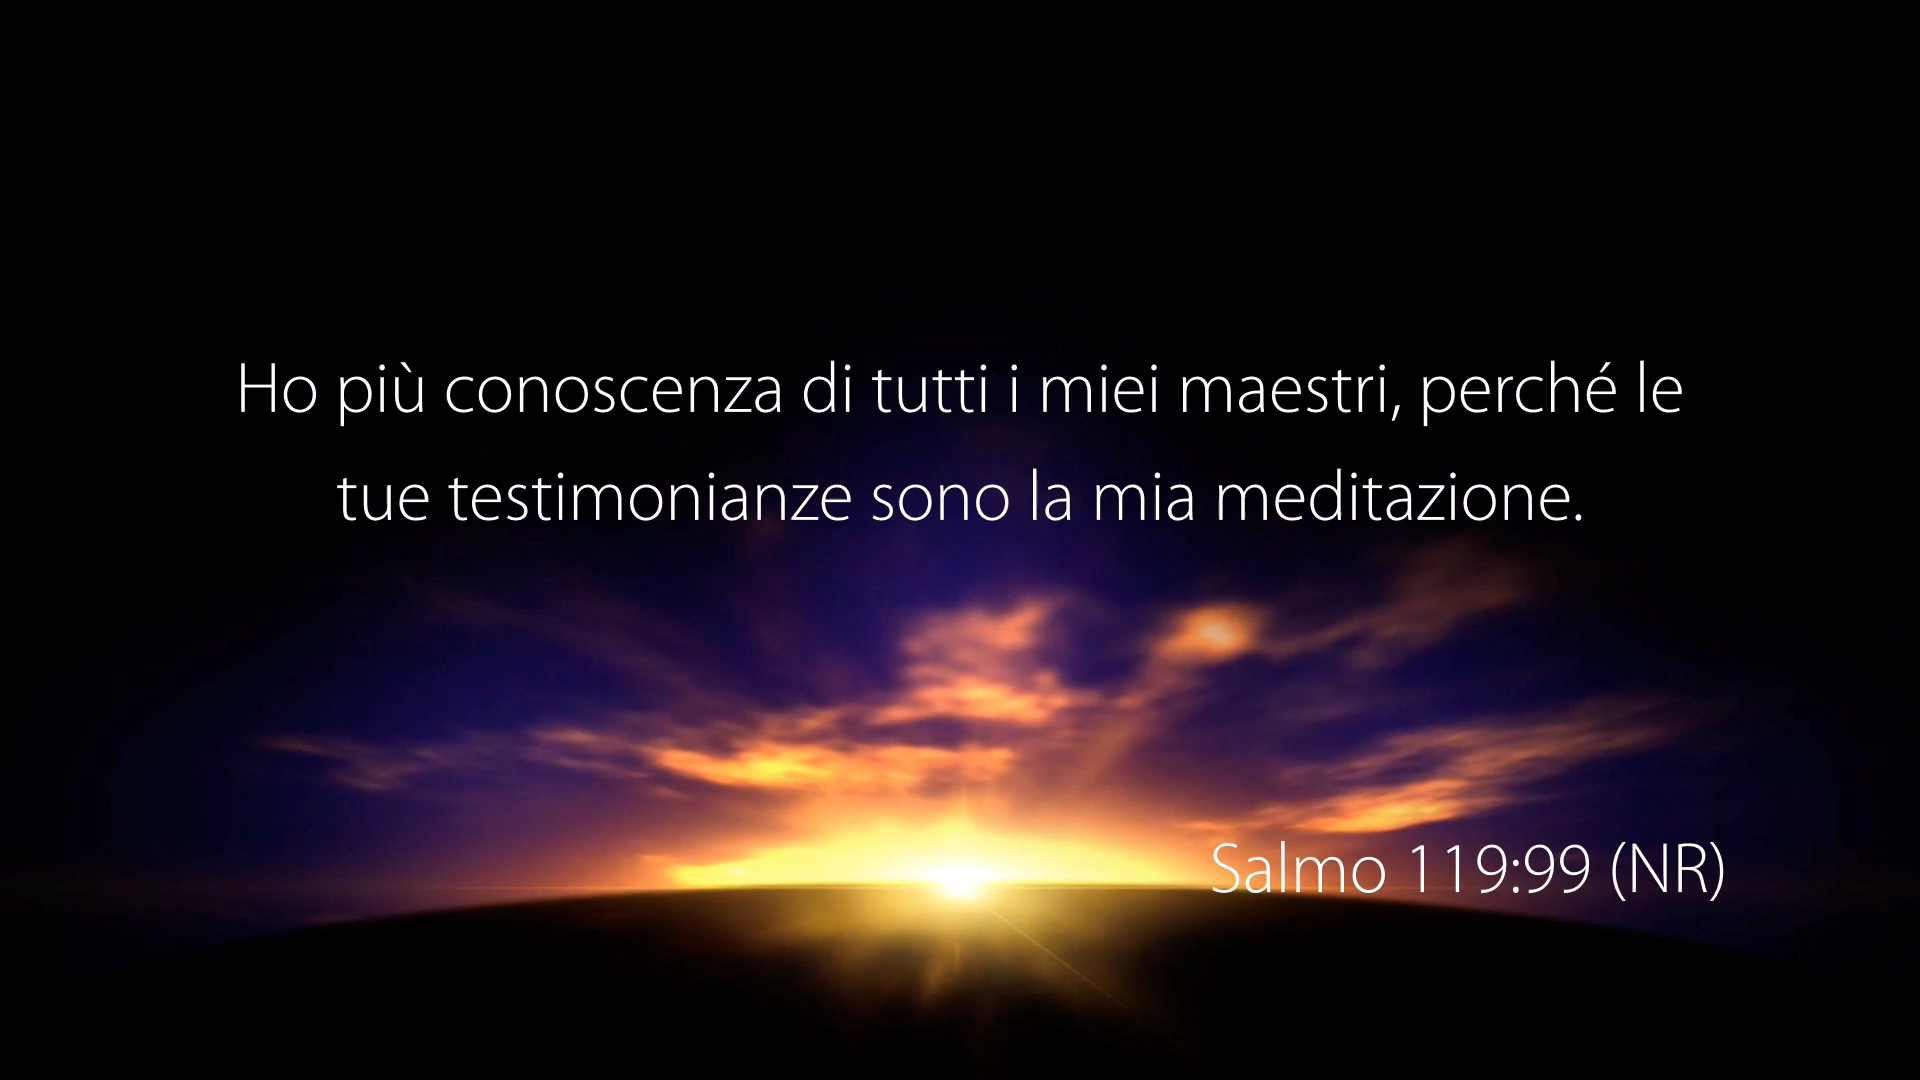 Ho più conoscenza di tutti i miei maestri, perché le
tue testimonianze sono la mia meditazione.
Salmo 119:99 (NR)